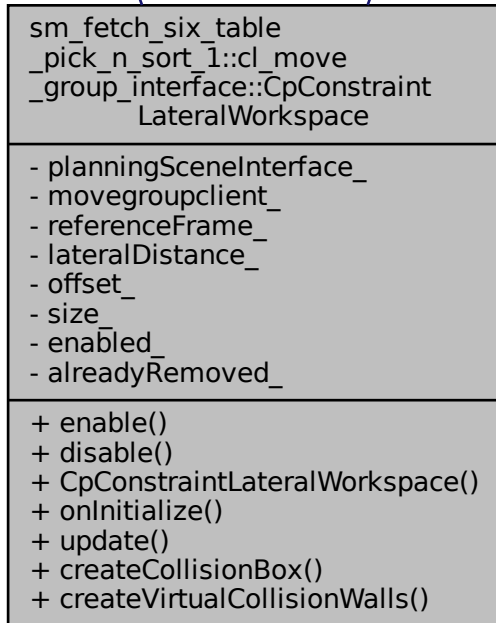 sm_fetch_six_table
_pick_n_sort_1::cl_move
_group_interface::CpConstraint
LateralWorkspace
- planningSceneInterface_
- movegroupclient_
- referenceFrame_
- lateralDistance_
- offset_
- size_
- enabled_
- alreadyRemoved_
+ enable()
+ disable()
+ CpConstraintLateralWorkspace()
+ onInitialize()
+ update()
+ createCollisionBox()
+ createVirtualCollisionWalls()